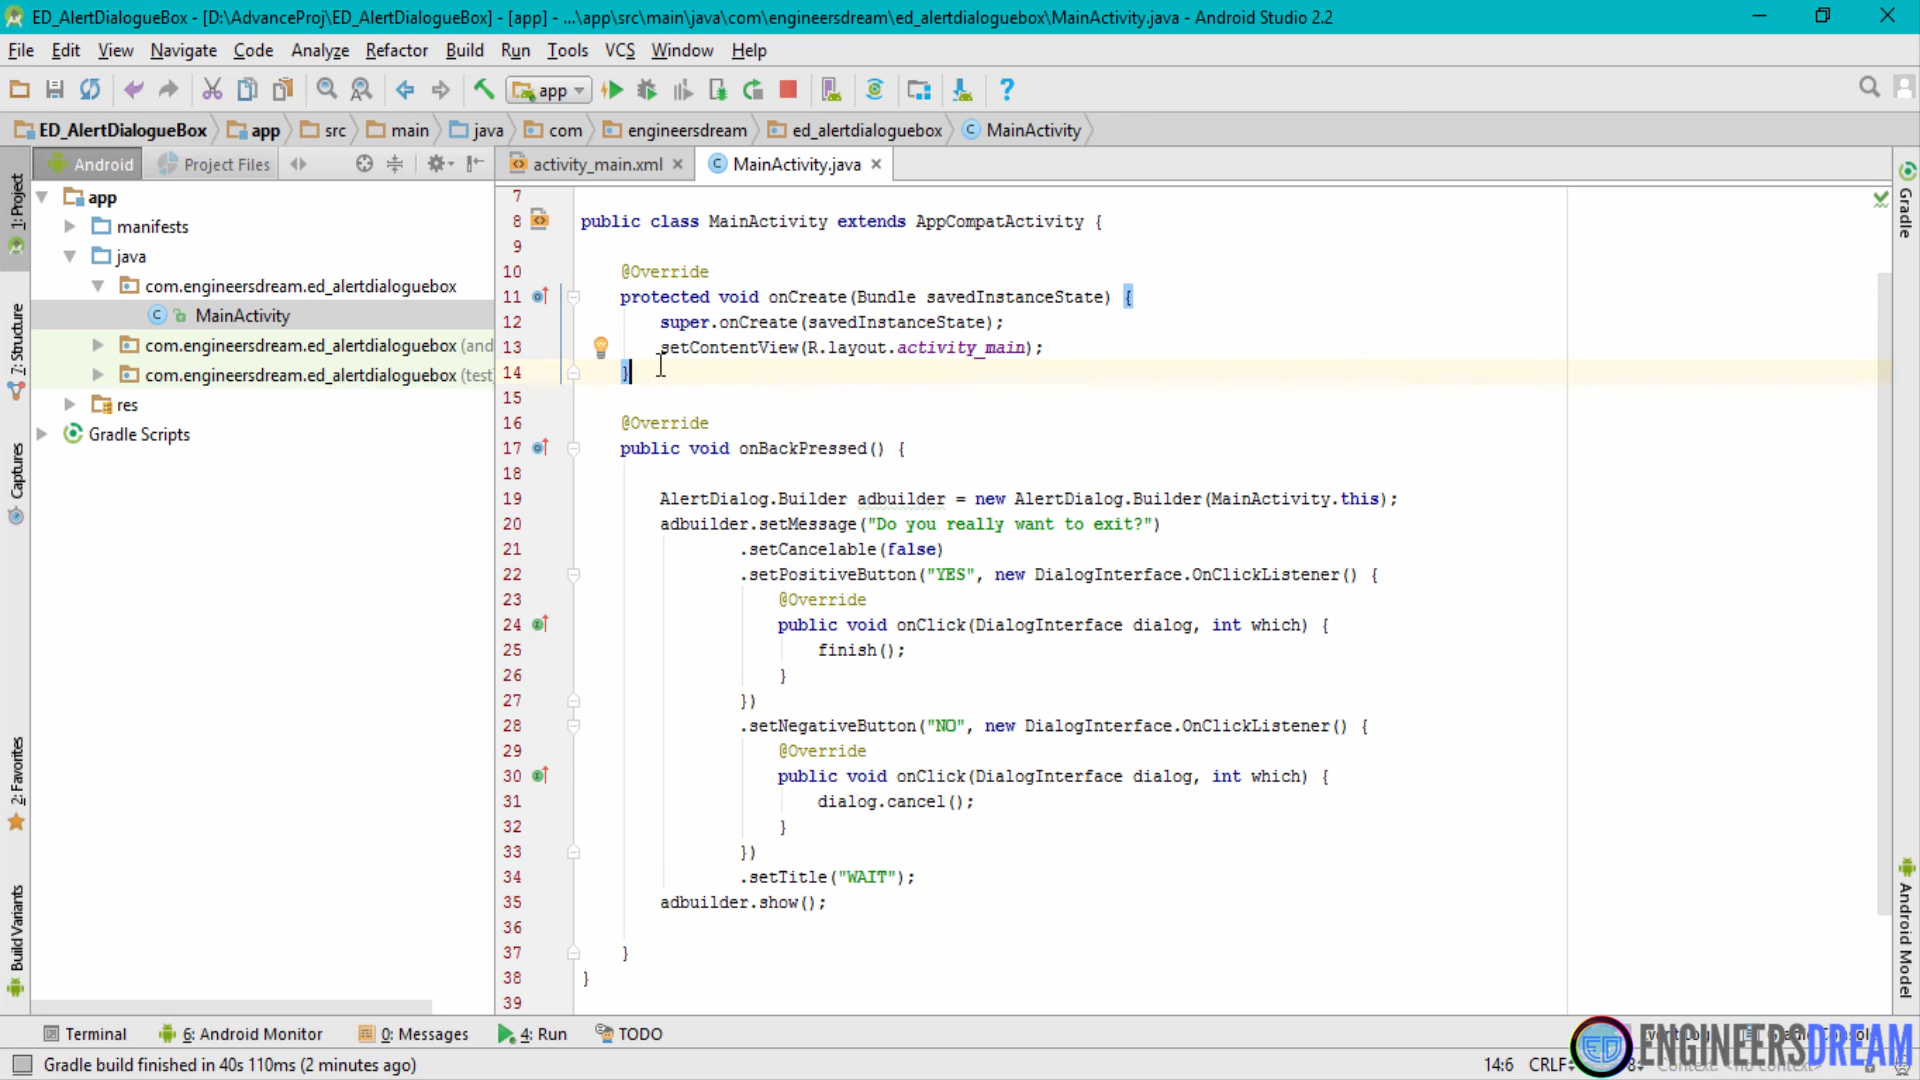 ED_AlertDialogueBox - [D:\AdvanceProj\ED_AlertDialogueBox] - [app] - ...\app\src\main\java\com\engineersdream\ed_alertdialoguebox\MainActivity.java - Android Studio 2.2
File Edit View Navigate Code Analyze Refactor Build Run Tools VCS Window Help
app
ED_AlertDialogueBox app src main java com engineersdream ed_alertdialoguebox MainActivity
Android Project Files
activity_main.xml MainActivity.java
1: Project
7: Structure
Captures
2: Favorites
Build Variants
app
manifests
java
com.engineersdream.ed_alertdialoguebox
MainActivity
com.engineersdream.ed_alertdialoguebox (and
com.engineersdream.ed_alertdialoguebox (test
res
Gradle Scripts
7
8 public class MainActivity extends AppCompatActivity {
9
10 @Override
11 protected void onCreate(Bundle savedInstanceState) {
12 super.onCreate(savedInstanceState);
13 setContentView(R.layout.activity_main);
14 }
15
16 @Override
17 public void onBackPressed() {
18
19 AlertDialog.Builder adbuilder = new AlertDialog.Builder(MainActivity.this);
20 adbuilder.setMessage("Do you really want to exit?")
21 .setCancelable(false)
22 .setPositiveButton("YES", new DialogInterface.OnClickListener() {
23 @Override
24 public void onClick(DialogInterface dialog, int which) {
25 finish();
26 }
27 })
28 .setNegativeButton("NO", new DialogInterface.OnClickListener() {
29 @Override
30 public void onClick(DialogInterface dialog, int which) {
31 dialog.cancel();
32 }
33 })
34 .setTitle("WAIT");
35 adbuilder.show();
36
37 }
38 }
39
Gradle
Android Model
Terminal 6: Android Monitor 0: Messages 4: Run TODO
ED ENGINEERSDREAM
Gradle build finished in 40s 110ms (2 minutes ago)
14:6 CRLF